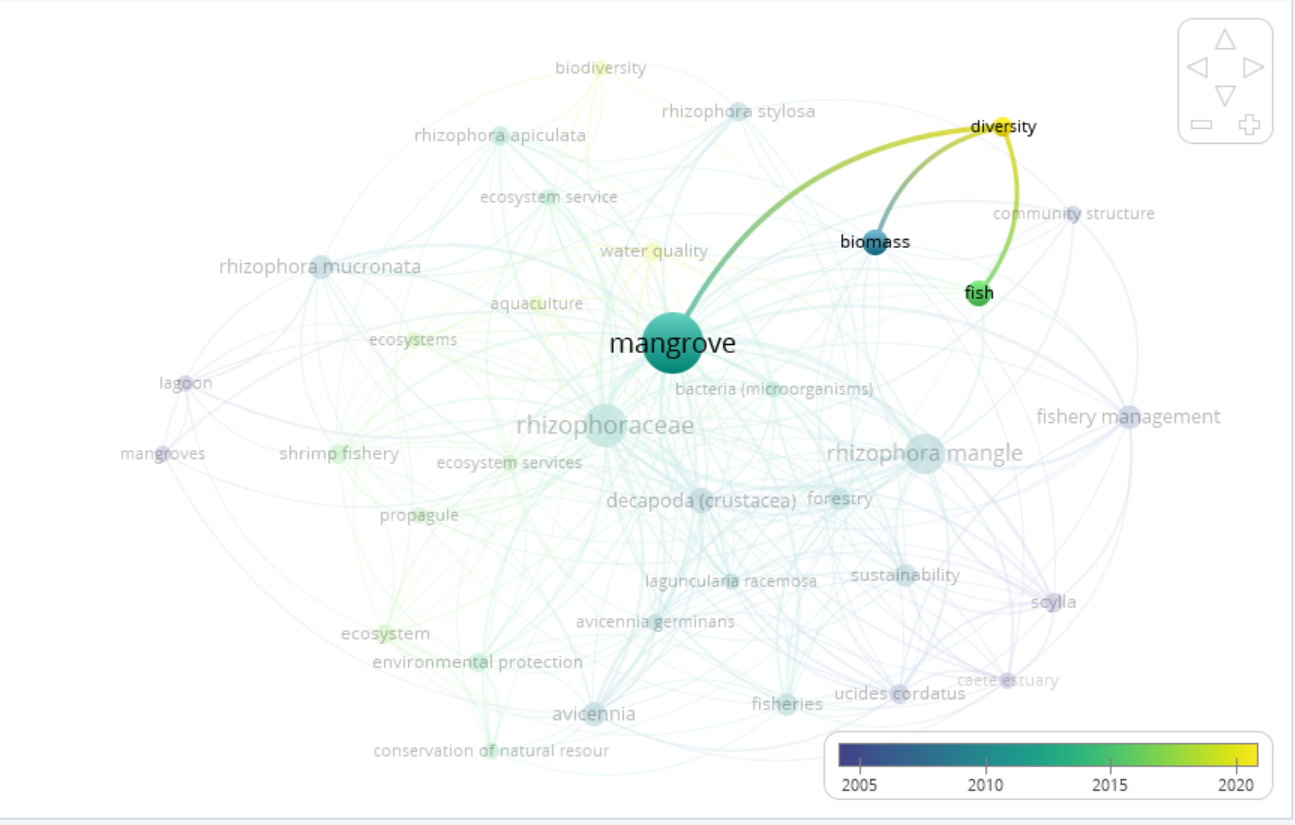 biodiversity
rhizophora stylosa
diversity
rhizophora apiculata
ecosystem service
community structure
biomass
water quality
rhizophora mucronata
fish
aquaculture
ecosystems
mangrove
lagoon
bacteria (microorganisms)
fishery management
rhizophoraceae
mangroves
shrimp fishery
ecosystem services
rhizophora mangle
decapoda (crustacea)
forestry
propagule
laguncularia racemosa
sustainability
scylla
avicennia germinans
ecosystem
environmental protection
caete estuary
ucides cordatus
fisheries
avicennia
conservation of natural resour
2005 2010 2015 2020